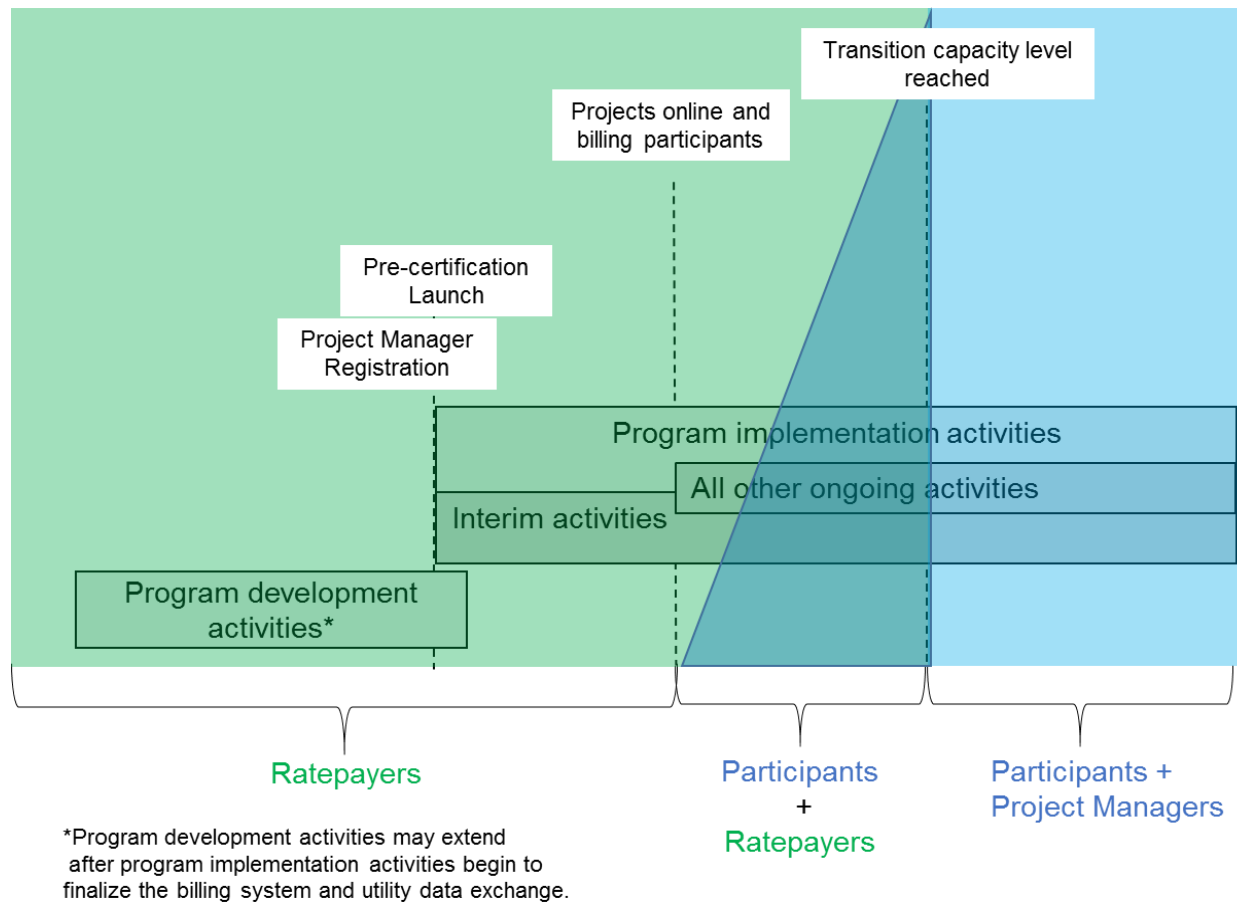 Transition capacity level
reached
Projects online and
billing participants
Pre-certification
Launch
Project Manager
Registration
Program implementation activities
All other ongoing activities
Interim activities
Program development
activities*
Ratepayers
Participants
+
Ratepayers
Participants +
Project Managers
*Program development activities may extend
after program implementation activities begin to
finalize the billing system and utility data exchange.